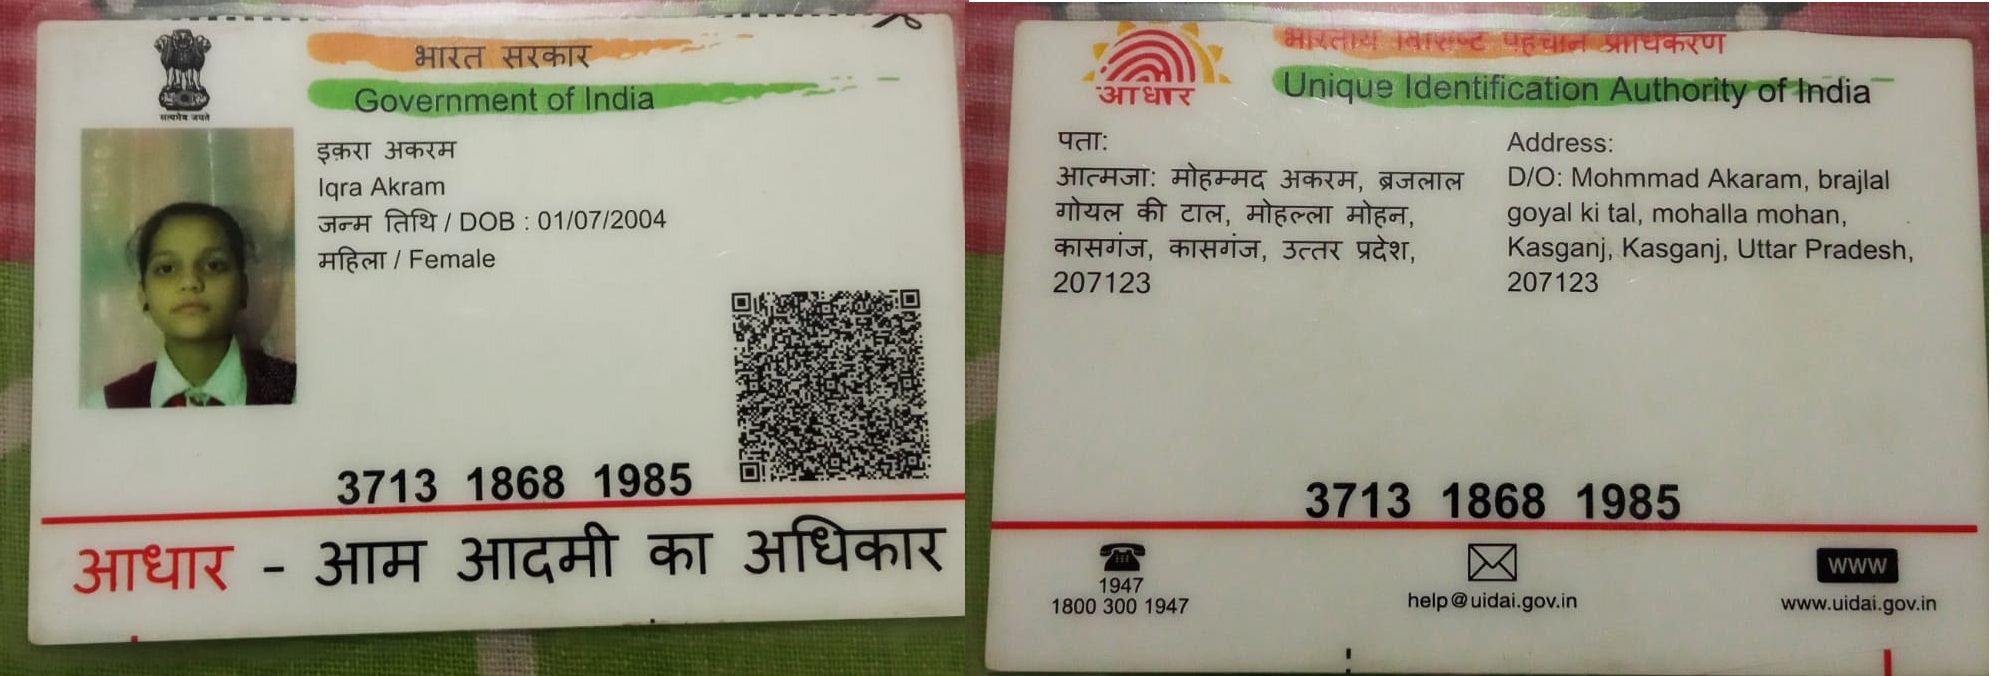 भारत सरकार
Government of India
सत्यमेव जयते
इक़रा अकरम
Iqra Akram
जन्म तिथि / DOB : 01/07/2004
महिला / Female
3713 1868 1985
आधार - आम आदमी का अधिकार
भारतीय विशिष्ट पहचान प्राधिकरण
Unique Identification Authority of India
आधार
पता:
आत्मजा: मोहम्मद अकरम, ब्रजलाल
गोयल की टाल, मोहल्ला मोहन,
कासगंज, कासगंज, उत्तर प्रदेश,
207123
Address:
D/O: Mohmmad Akaram, brajlal
goyal ki tal, mohalla mohan,
Kasganj, Kasganj, Uttar Pradesh,
207123
3713 1868 1985
1947
1800 300 1947
help@uidai.gov.in
www
www.uidai.gov.in